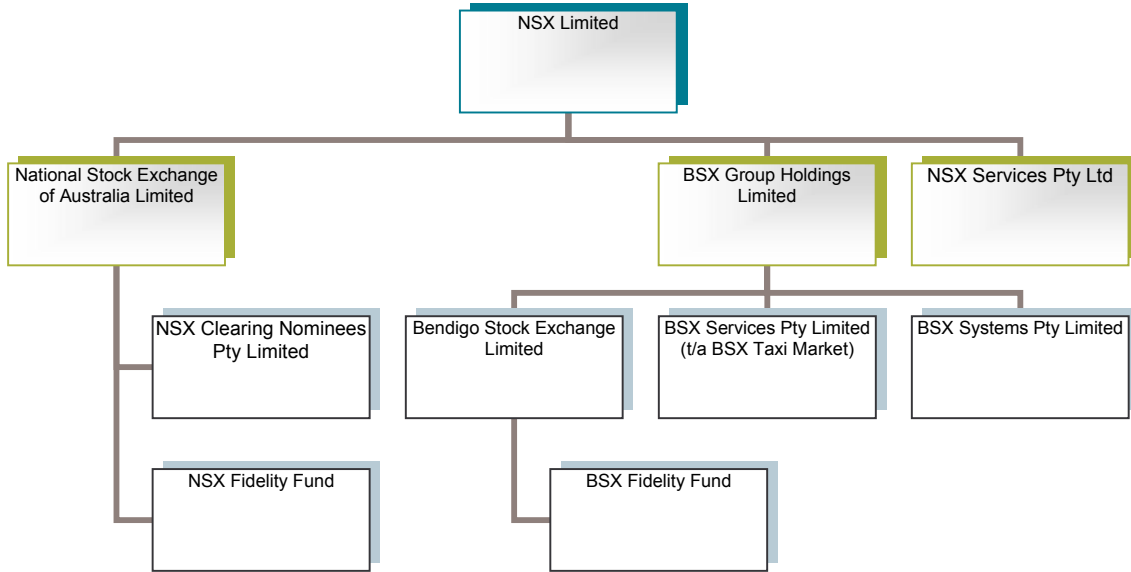 NSX Limited
National Stock Exchange
of Australia Limited
BSX Group Holdings
Limited
NSX Services Pty Ltd
NSX Clearing Nominees
Pty Limited
Bendigo Stock Exchange
Limited
BSX Services Pty Limited
(t/a BSX Taxi Market)
BSX Systems Pty Limited
NSX Fidelity Fund
BSX Fidelity Fund